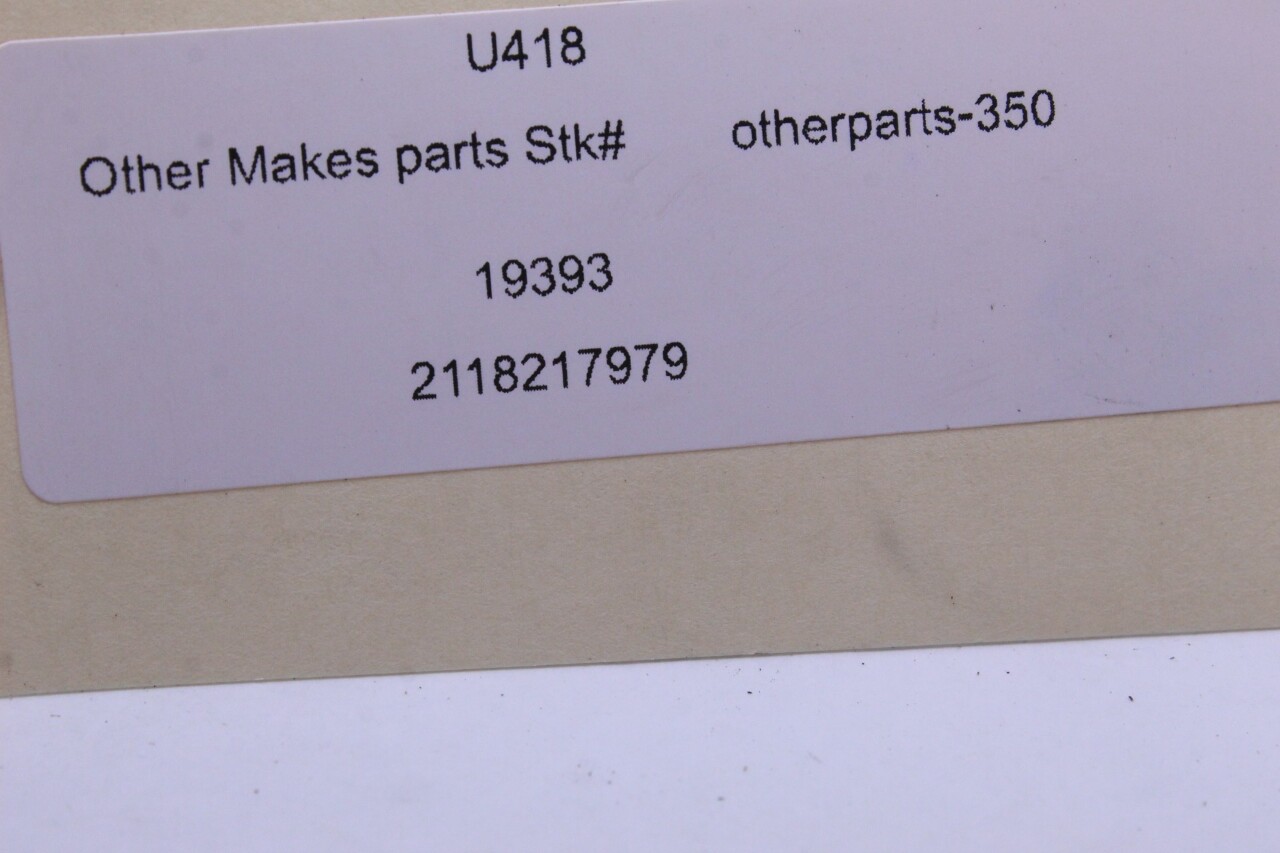 U418
Other Makes parts Stk# otherparts-350
19393
2118217979